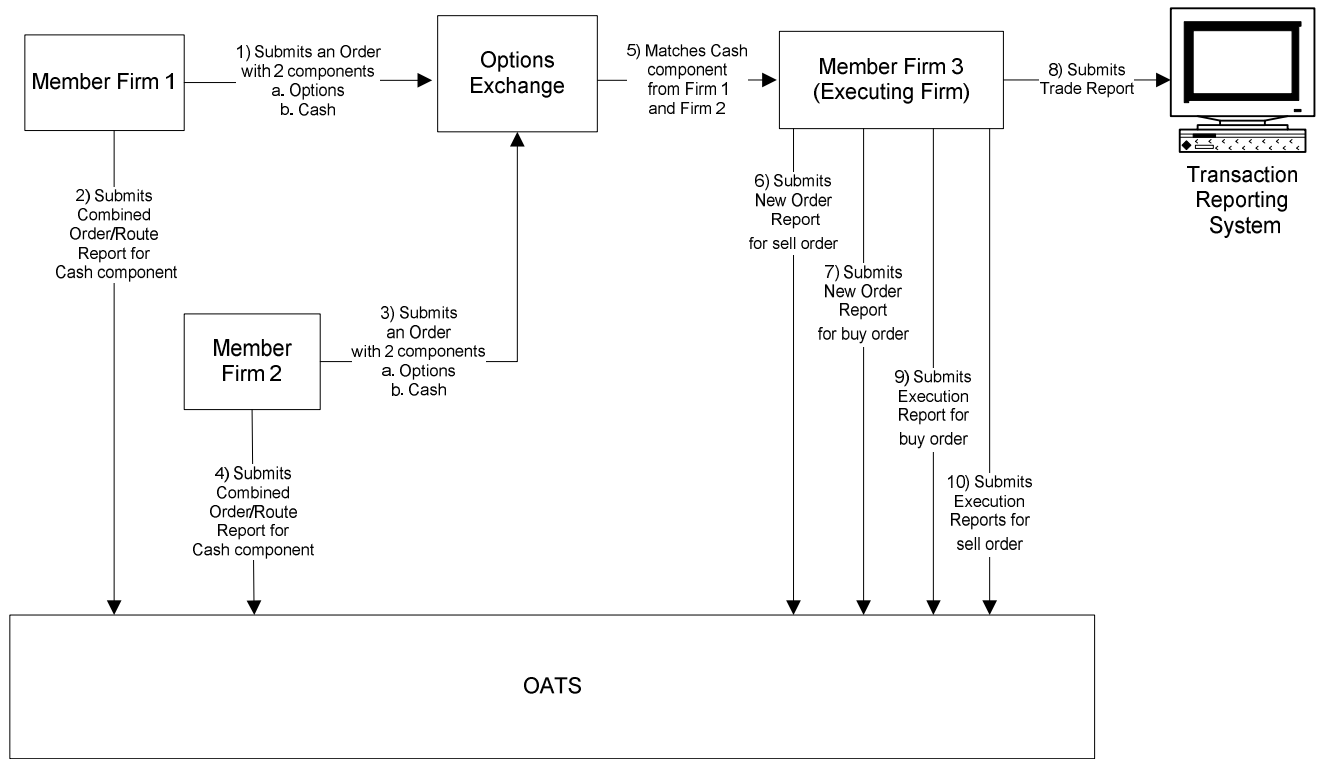 Member Firm 1
1) Submits an Order
with 2 components
a. Options
b. Cash
Options
Exchange
5) Matches Cash
component
from Firm 1
and Firm 2
Member Firm 3
(Executing Firm)
8) Submits
Trade Report
Transaction
Reporting
System
2) Submits
Combined
Order/Route
Report for
Cash component
6) Submits
New Order
Report
for sell order
7) Submits
New Order
Report
for buy order
Member
Firm 2
3) Submits
an Order
with 2 components
a. Options
b. Cash
9) Submits
Execution
Report for
buy order
4) Submits
Combined
Order/Route
Report for
Cash component
10) Submits
Execution
Reports for
sell order
OATS